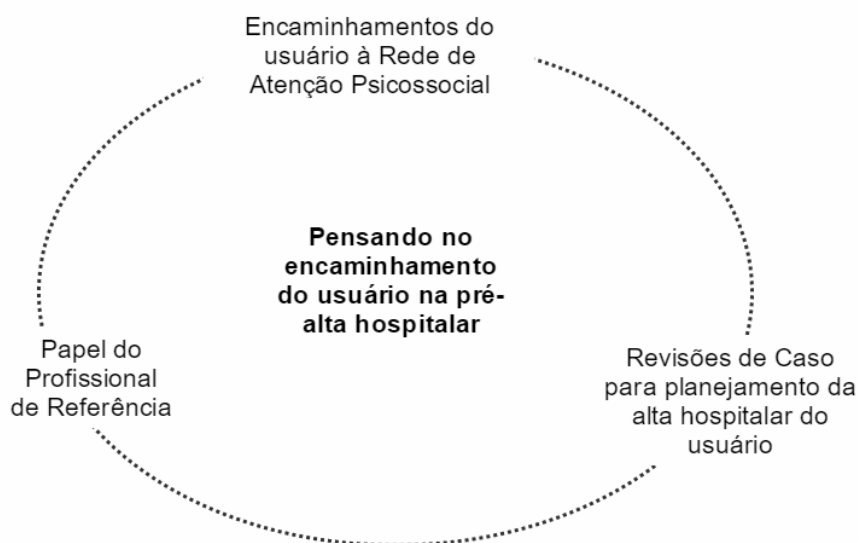 Encaminhamentos do
usuário à Rede de
Atenção Psicossocial
Pensando no
encaminhamento
do usuário na pré-
alta hospitalar
Papel do
Profissional
de Referência
Revisões de Caso
para planejamento da
alta hospitalar do
usuário